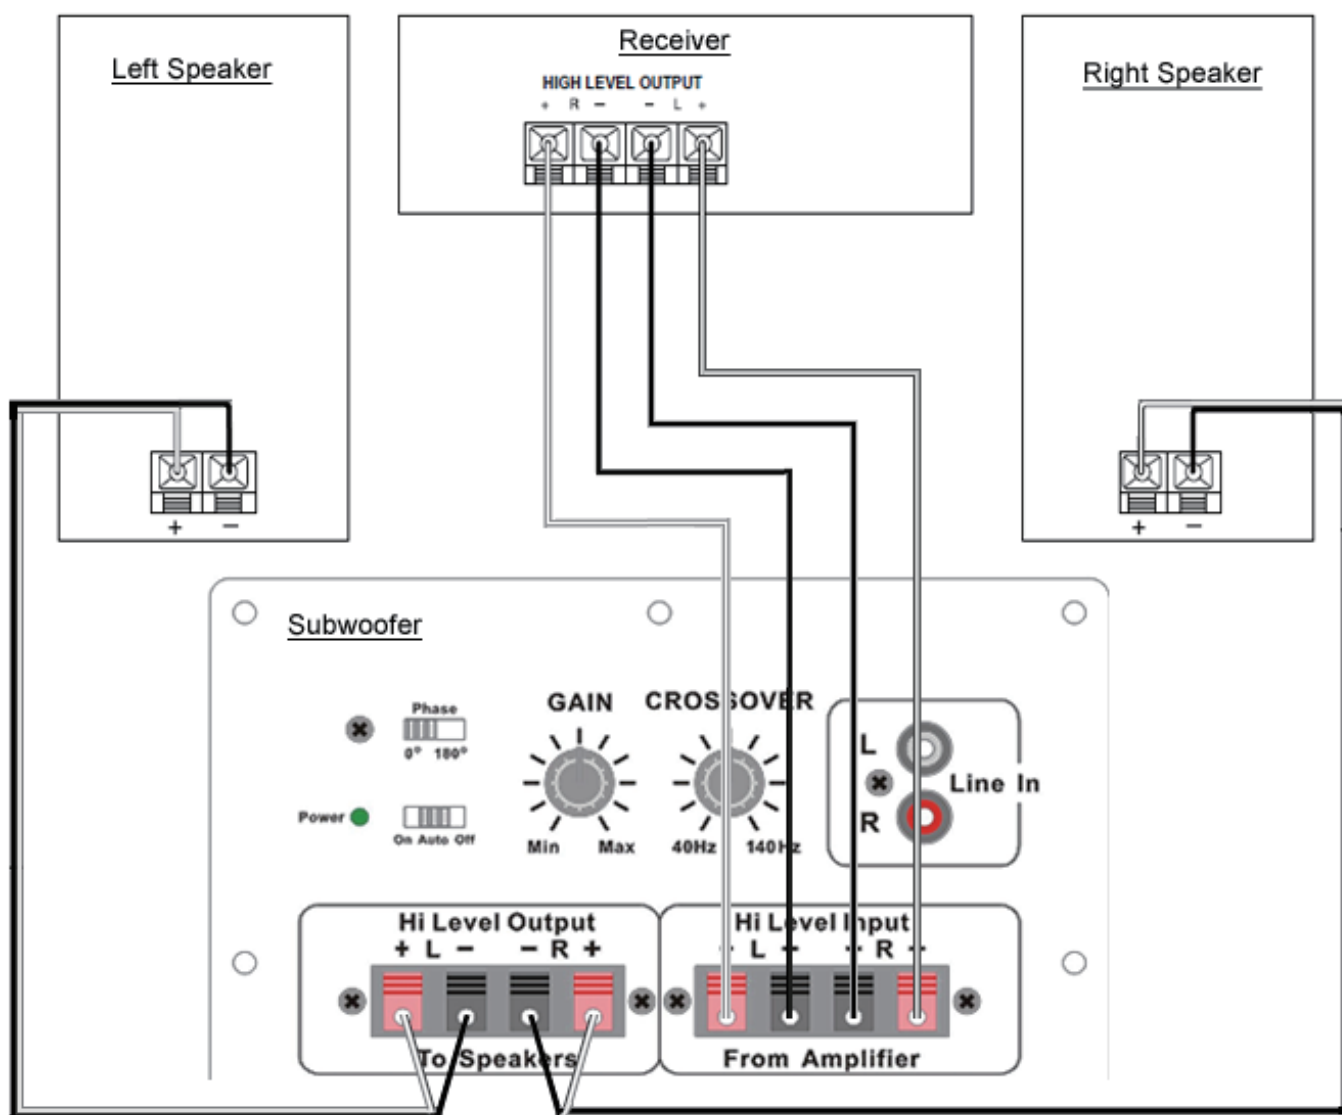 Left Speaker
Receiver
Right Speaker
HIGH LEVEL OUTPUT
+ R − − L +
+ −
+ −
Subwoofer
Phase
0° 180°
Power
On Auto Off
GAIN
Min Max
CROSSOVER
40Hz 140Hz
L
Line In
R
Hi Level Output
+ L − − R +
To Speakers
Hi Level Input
L R
From Amplifier